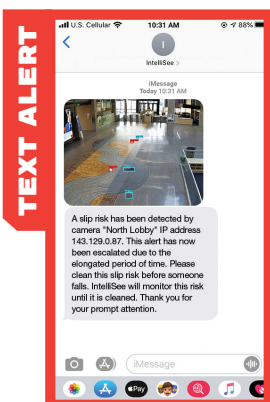 TEXT ALERT
U.S. Cellular 10:31 AM 88%
I
IntelliSee >
iMessage
Today 10:31 AM
A slip risk has been detected by
camera "North Lobby" IP address
143.129.0.87. This alert has now
been escalated due to the
elongated period of time. Please
clean this slip risk before someone
falls. IntelliSee will monitor this risk
until it is cleaned. Thank you for
your prompt attention.
iMessage
Pay